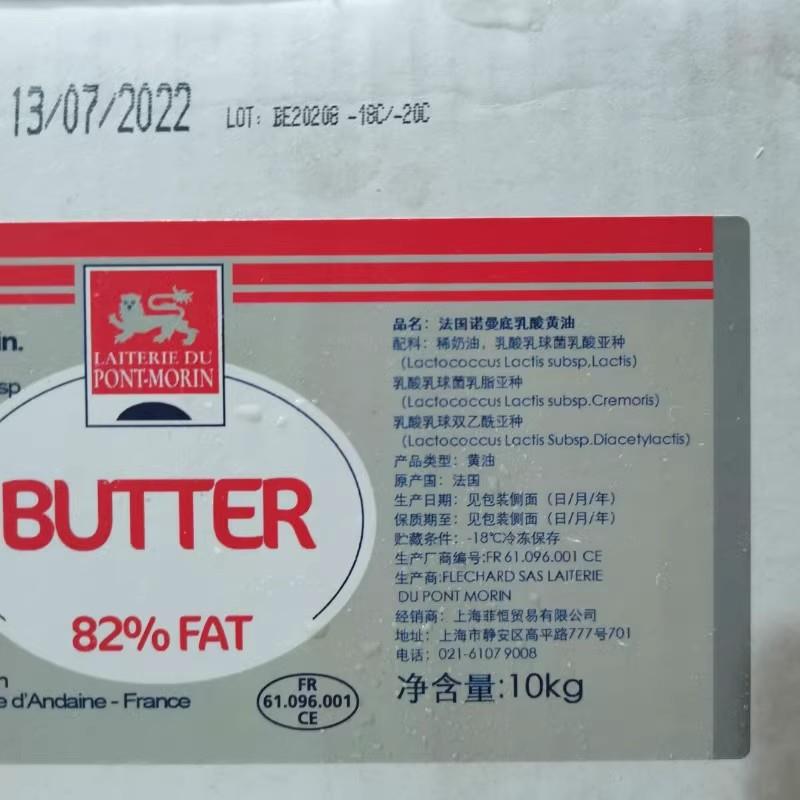 13/07/2022
LOT: BE20208 -18C/-20C
in.
sp
LAITERIE DU
PONT-MORIN
BUTTER
82% FAT
n
e d'Andaine - France
FR
61.096.001
CE
品名：法国诺曼底乳酸黄油
配料：稀奶油，乳酸乳球菌乳酸亚种
（Lactococcus Lactis subsp,Lactis）
乳酸乳球菌乳脂亚种
（Lactococcus Lactis subsp.Cremoris）
乳酸乳球双乙酰亚种
（Lactococcus Lactis Subsp.Diacetylactis）
产品类型：黄油
原产国：法国
生产日期：见包装侧面（日/月/年）
保质期至：见包装侧面（日/月/年）
贮藏条件：-18℃冷冻保存
生产厂商编号:FR 61.096.001 CE
生产商:FLECHARD SAS LAITERIE
DU PONT MORIN
经销商：上海菲恒贸易有限公司
地址：上海市静安区高平路777号701
电话：021-6107 9008
净含量:10kg